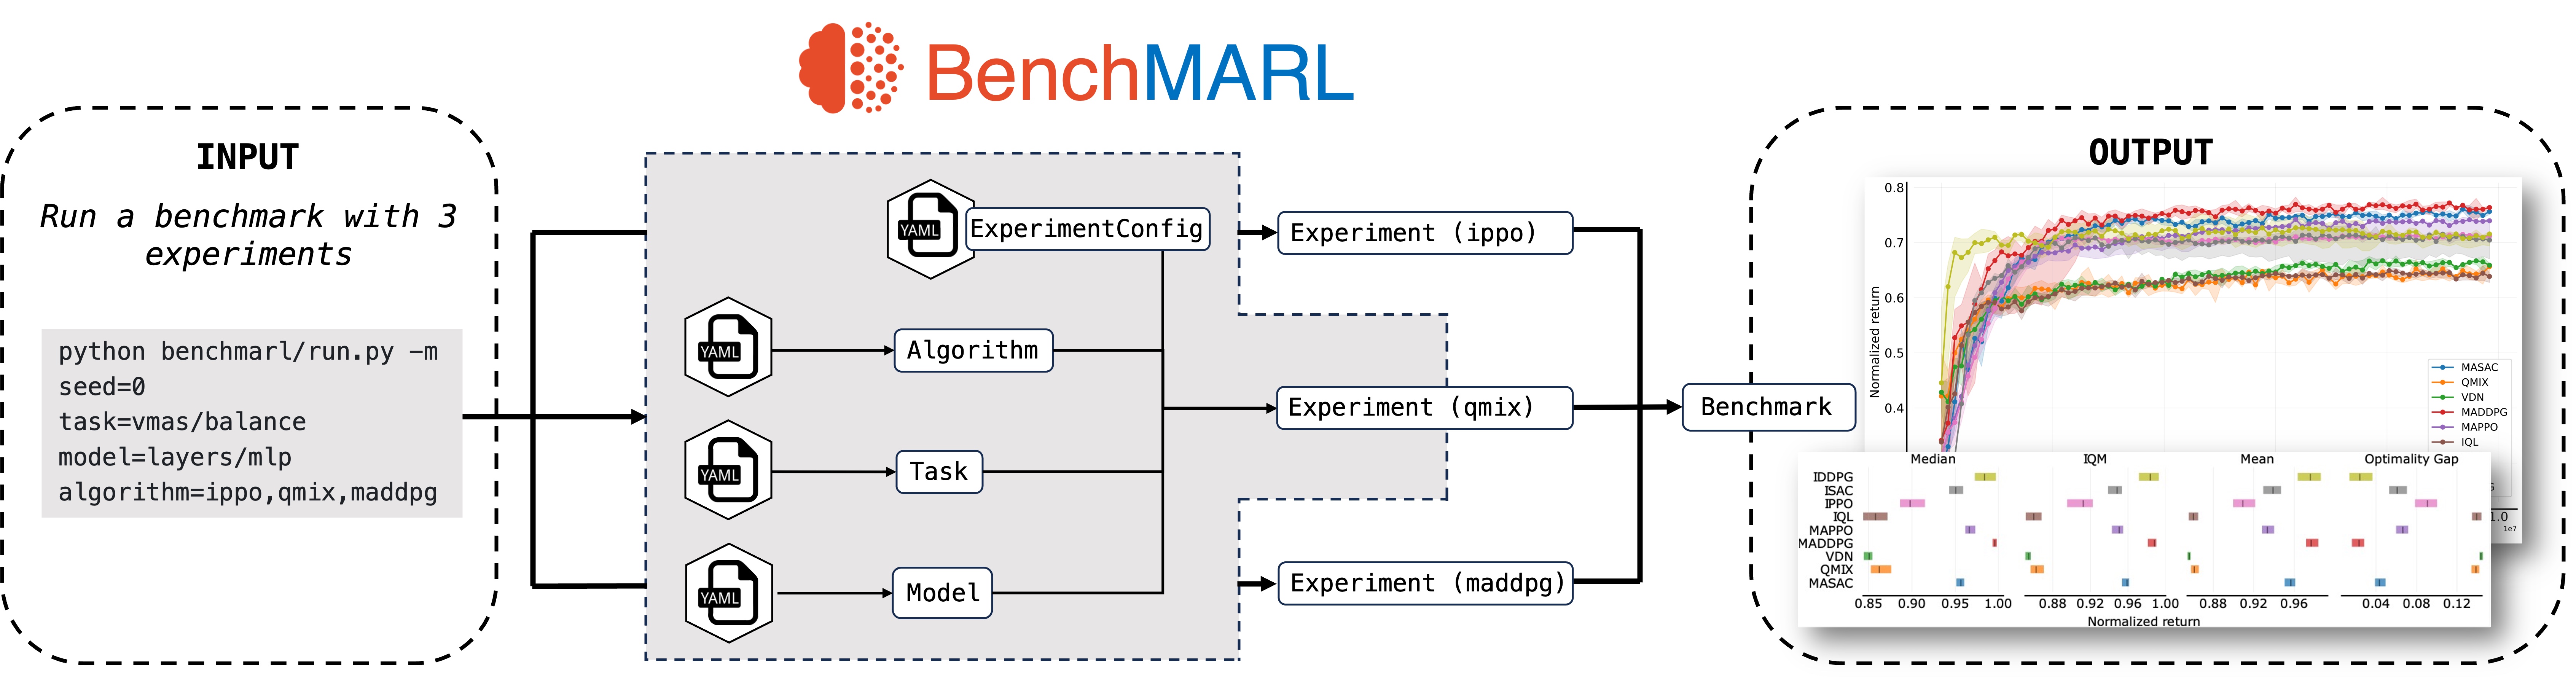 BenchMARL
INPUT
Run a benchmark with 3
experiments
python benchmarl/run.py –m
seed=0
task=vmas/balance
model=layers/mlp
algorithm=ippo,qmix,maddpg
YAML
ExperimentConfig
YAML
Algorithm
YAML
Task
YAML
Model
Experiment (ippo)
Experiment (qmix)
Experiment (maddpg)
Benchmark
OUTPUT
Normalized return
0.8
0.7
0.6
0.5
0.4
MASAC
QMIX
VDN
MADDPG
MAPPO
IQL
G
1.0
1e7
Median IQM Mean Optimality Gap
IDDPG
ISAC
IPPO
IQL
MAPPO
MADDPG
VDN
QMIX
MASAC
0.85 0.90 0.95 1.00 0.88 0.92 0.96 1.00 0.88 0.92 0.96 0.04 0.08 0.12
Normalized return